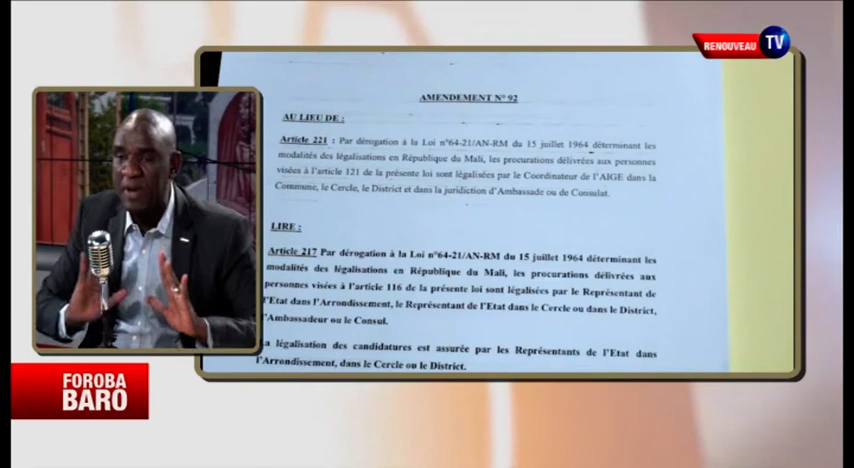 RENOUVEAU TV
AMENDEMENT N° 92
AU LIEU DE :
Article 221 : Par dérogation à la Loi n°64-21/AN-RM du 15 juillet 1964 déterminant les
modalités des légalisations en République du Mali, les procurations délivrées aux personnes
visées à l'article 121 de la présente loi sont légalisées par le Coordinateur de l'AIGE dans la
Commune, le Cercle, le District et dans la juridiction d'Ambassade ou de Consulat.
LIRE :
Article 217 Par dérogation à la Loi n°64-21/AN-RM du 15 juillet 1964 déterminant les
modalités des légalisations en République du Mali, les procurations délivrées aux
personnes visées à l'article 116 de la présente loi sont légalisées par le Représentant de
l'Etat dans l'Arrondissement, le Représentant de l'Etat dans le Cercle ou dans le District,
l'Ambassadeur ou le Consul.
La légalisation des candidatures est assurée par les Représentants de l'Etat dans
l'Arrondissement, dans le Cercle ou le District.
FOROBA
BARO